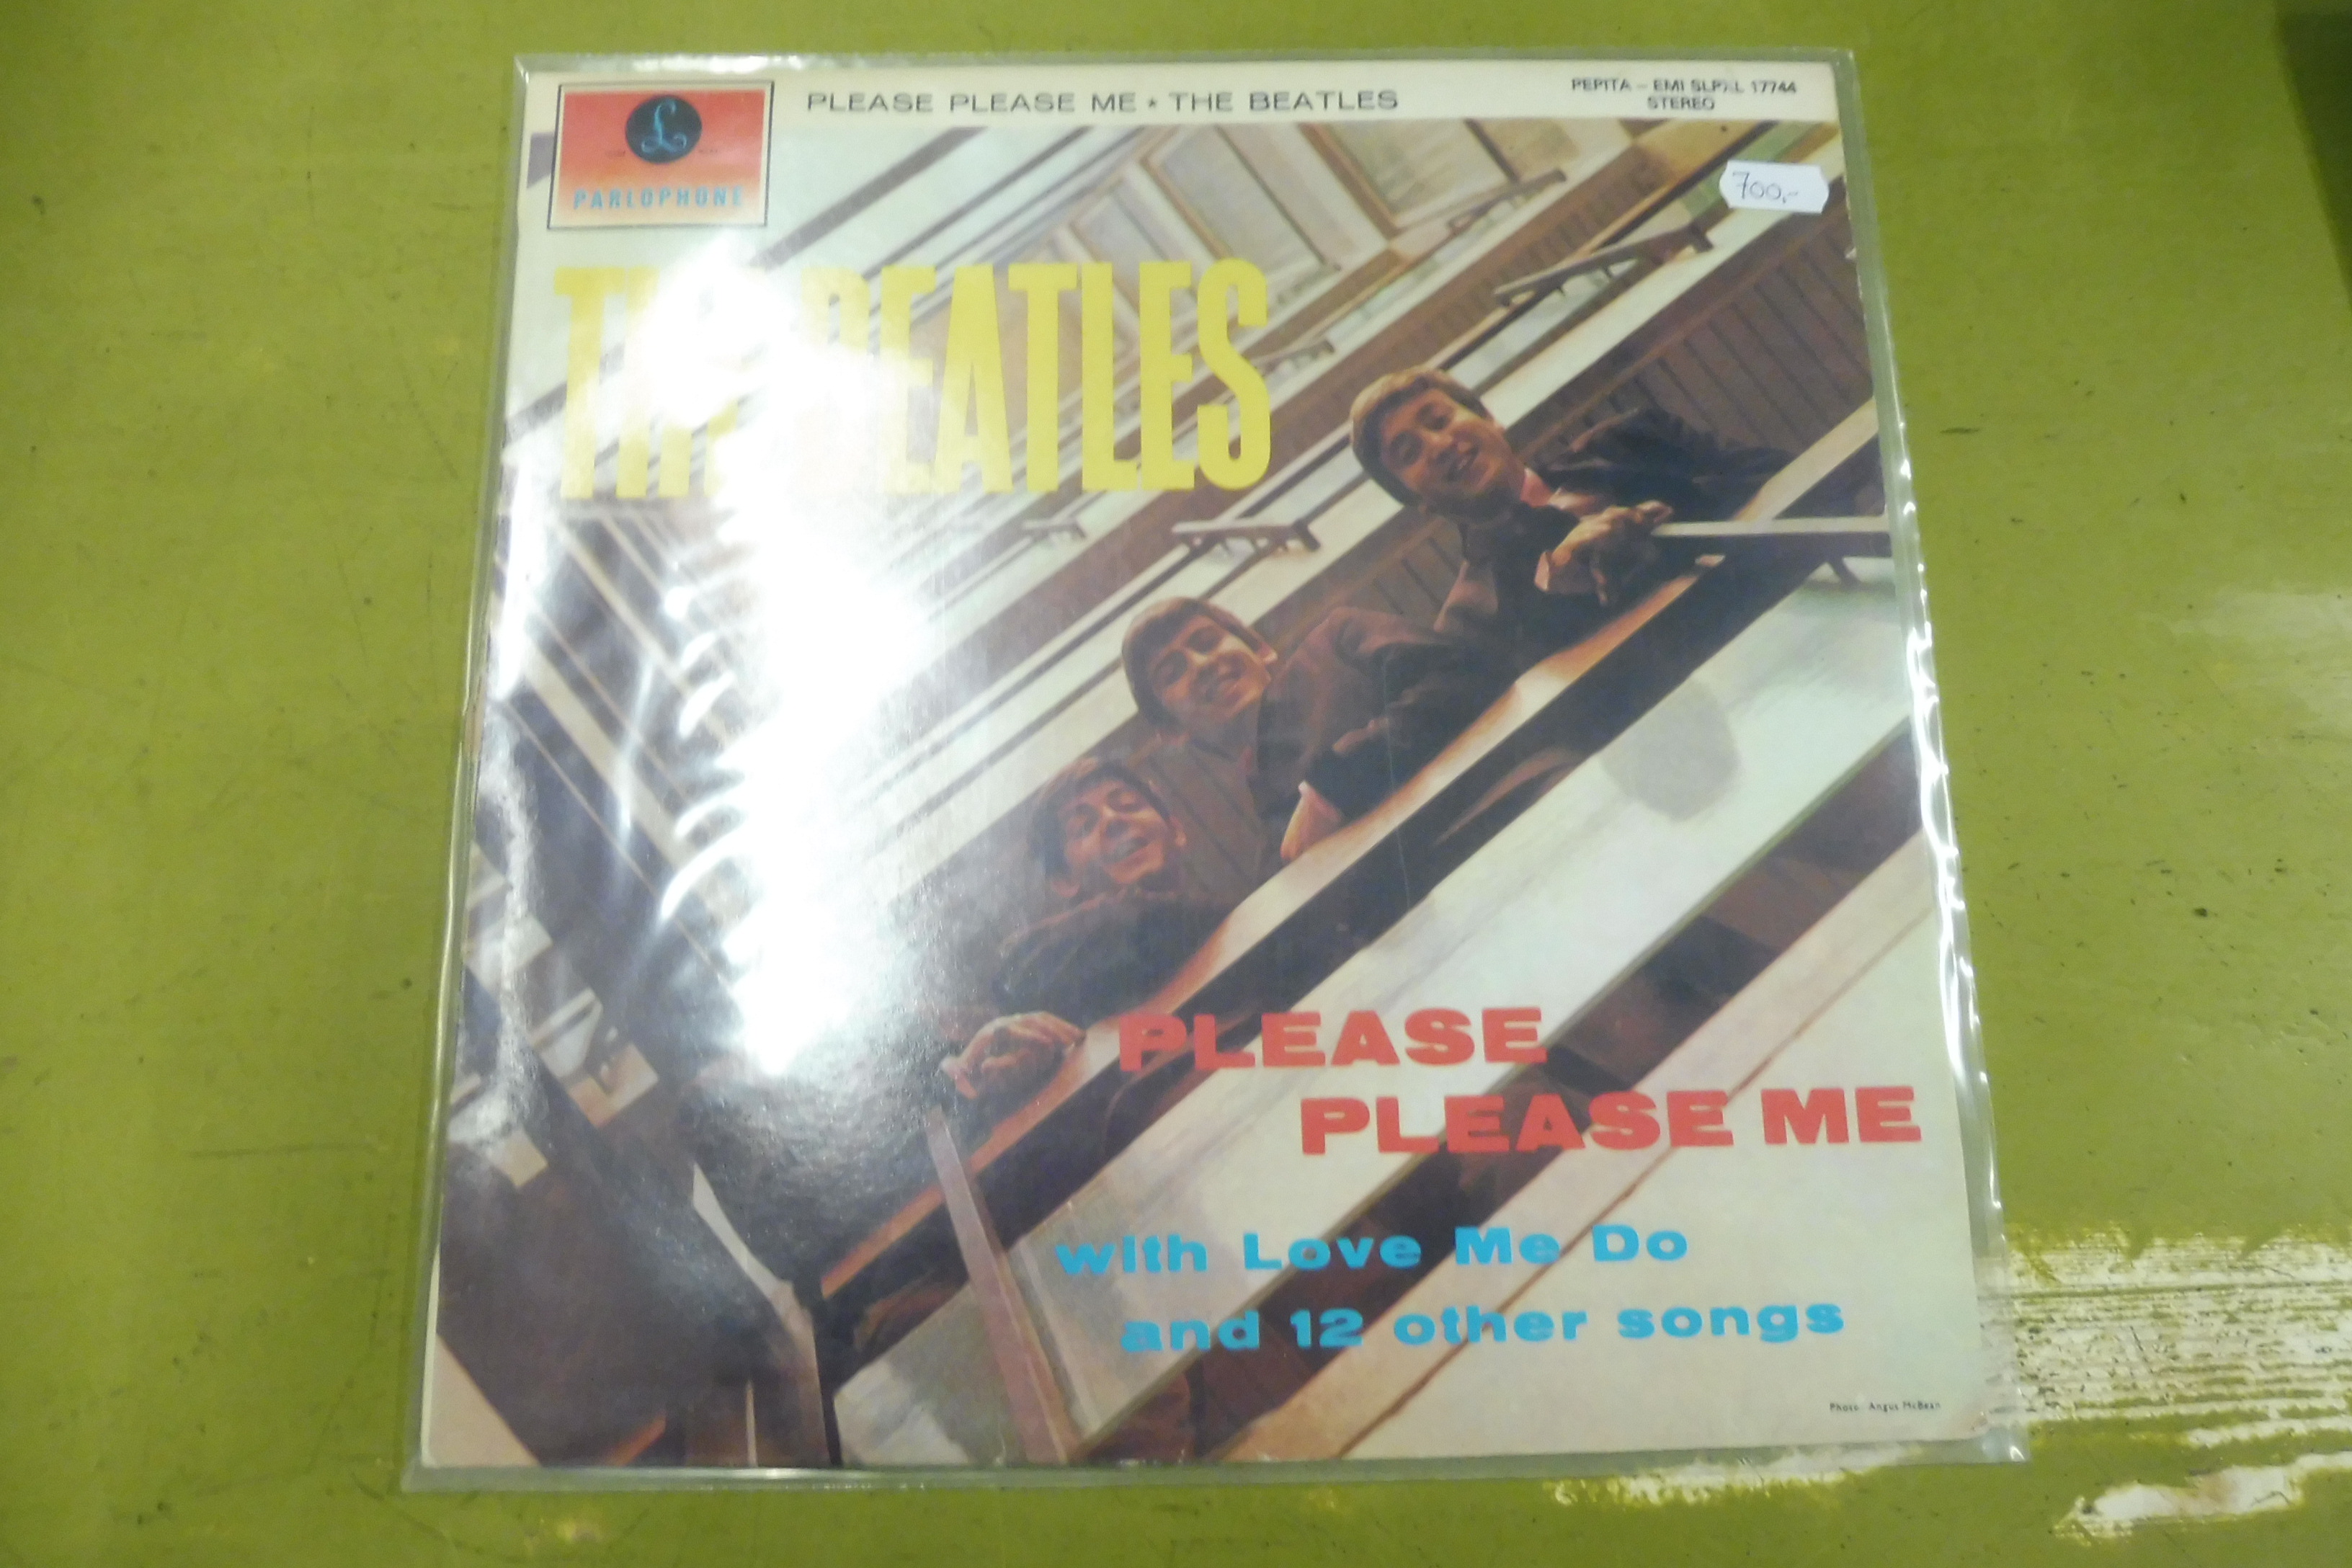 PLEASE PLEASE ME ★ THE BEATLES
PEPITA – EMI SLPXL 17744
STEREO
PARLOPHONE
700,-
THE BEATLES
PLEASE
PLEASE ME
with Love Me Do
and 12 other songs
Photo: Angus McBean